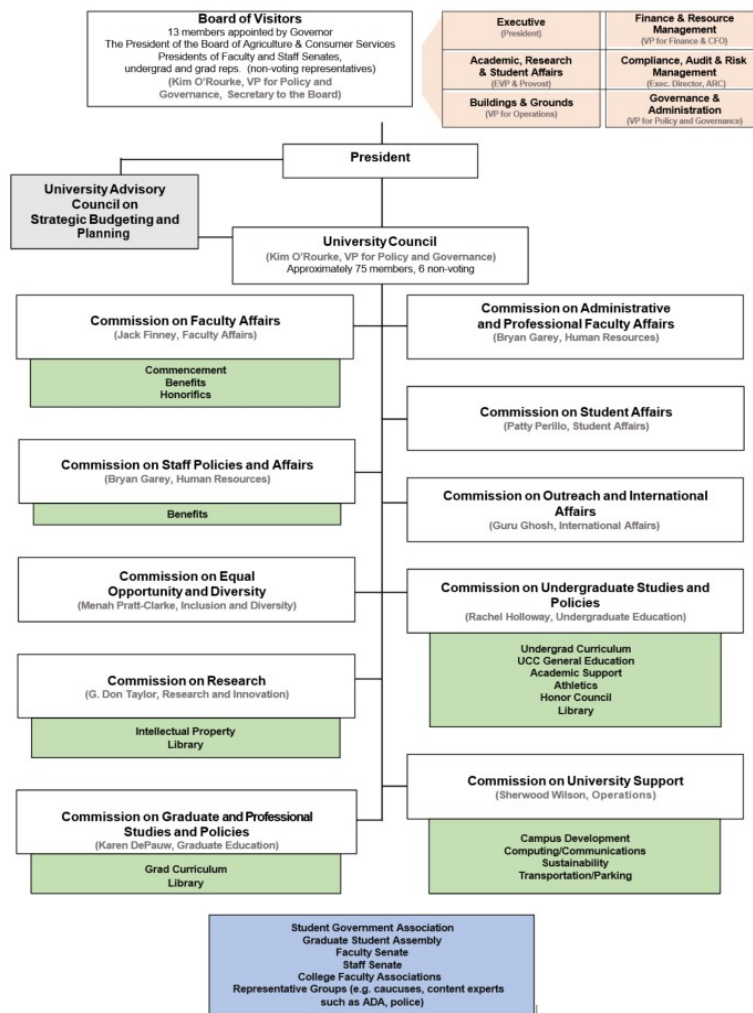 Board of Visitors
13 members appointed by Governor
The President of the Board of Agriculture & Consumer Services
Presidents of Faculty and Staff Senates,
undergrad and grad reps. (non-voting representatives)
(Kim O'Rourke, VP for Policy and
Governance, Secretary to the Board)
Executive
(President)
Finance & Resource
Management
(VP for Finance & CFO)
Academic, Research
& Student Affairs
(EVP & Provost)
Compliance, Audit & Risk
Management
(Exec. Director, ARC)
Buildings & Grounds
(VP for Operations)
Governance &
Administration
(VP for Policy and Governance)
President
University Advisory
Council on
Strategic Budgeting and
Planning
University Council
(Kim O'Rourke, VP for Policy and Governance)
Approximately 75 members, 6 non-voting
Commission on Faculty Affairs
(Jack Finney, Faculty Affairs)
Commencement
Benefits
Honorifics
Commission on Administrative
and Professional Faculty Affairs
(Bryan Garey, Human Resources)
Commission on Student Affairs
(Patty Perillo, Student Affairs)
Commission on Staff Policies and Affairs
(Bryan Garey, Human Resources)
Benefits
Commission on Outreach and International
Affairs
(Guru Ghosh, International Affairs)
Commission on Equal
Opportunity and Diversity
(Menah Pratt-Clarke, Inclusion and Diversity)
Commission on Undergraduate Studies and
Policies
(Rachel Holloway, Undergraduate Education)
Undergrad Curriculum
UCC General Education
Academic Support
Athletics
Honor Council
Library
Commission on Research
(G. Don Taylor, Research and Innovation)
Intellectual Property
Library
Commission on University Support
(Sherwood Wilson, Operations)
Campus Development
Computing/Communications
Sustainability
Transportation/Parking
Commission on Graduate and Professional
Studies and Policies
(Karen DePauw, Graduate Education)
Grad Curriculum
Library
Student Government Association
Graduate Student Assembly
Faculty Senate
Staff Senate
College Faculty Associations
Representative Groups (e.g. caucuses, content experts
such as ADA, police)